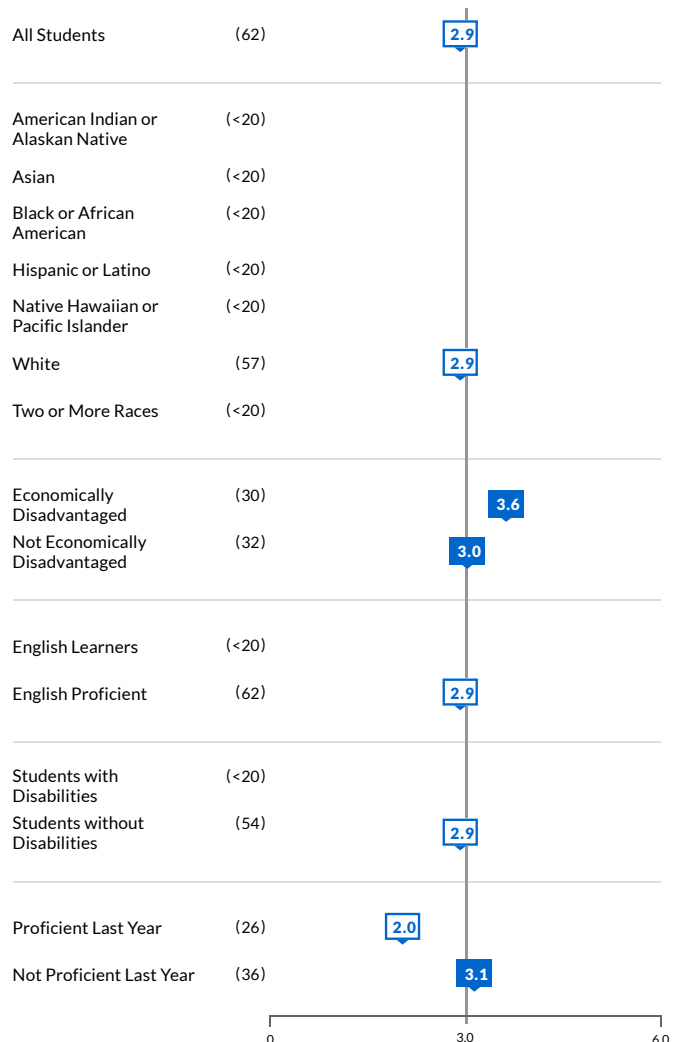 All Students (62) 2.9
American Indian or (<20)
Alaskan Native
Asian (<20)
Black or African (<20)
American
Hispanic or Latino (<20)
Native Hawaiian or (<20)
Pacific Islander
White (57) 2.9
Two or More Races (<20)
Economically (30) 3.6
Disadvantaged
Not Economically (32) 3.0
Disadvantaged
English Learners (<20)
English Proficient (62) 2.9
Students with (<20)
Disabilities
Students without (54) 2.9
Disabilities
Proficient Last Year (26) 2.0
Not Proficient Last Year (36) 3.1
0 3.0 6.0